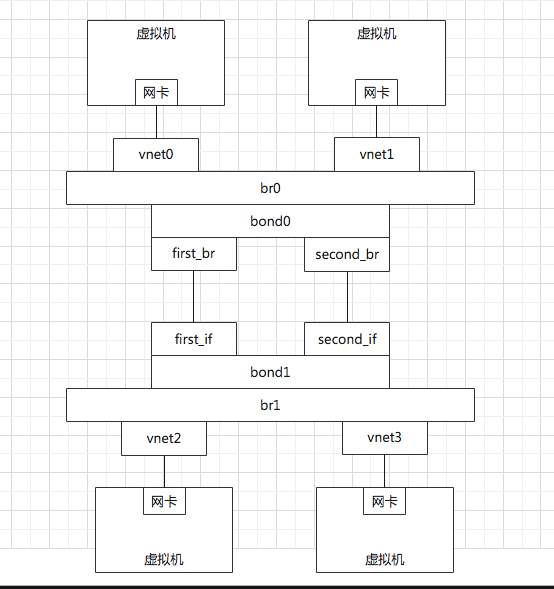 虚拟机
虚拟机
网卡
网卡
vnet0
vnet1
br0
bond0
first_br
second_br
first_if
second_if
bond1
br1
vnet2
vnet3
网卡
网卡
虚拟机
虚拟机